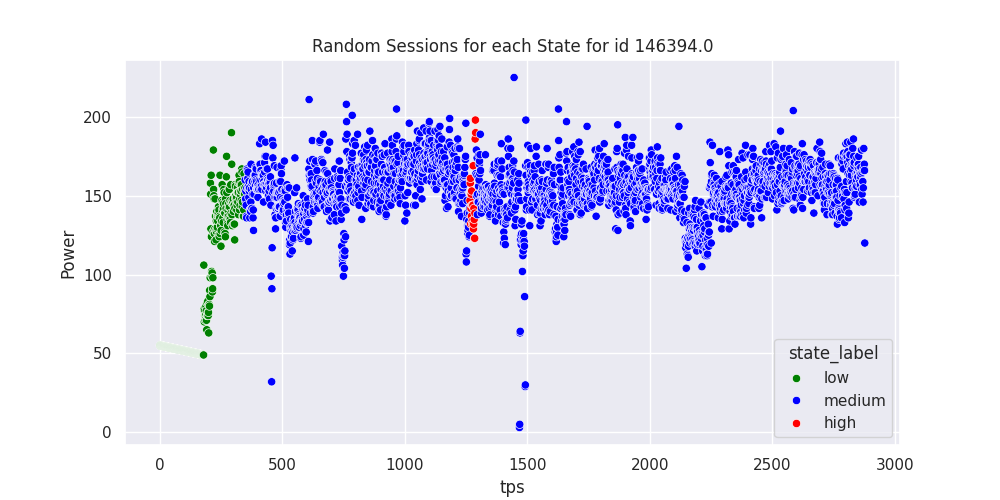 Random Sessions for each State for id 146394.0
Power
200
150
100
50
0
0 500 1000 1500 2000 2500 3000
tps
state_label
low
medium
high